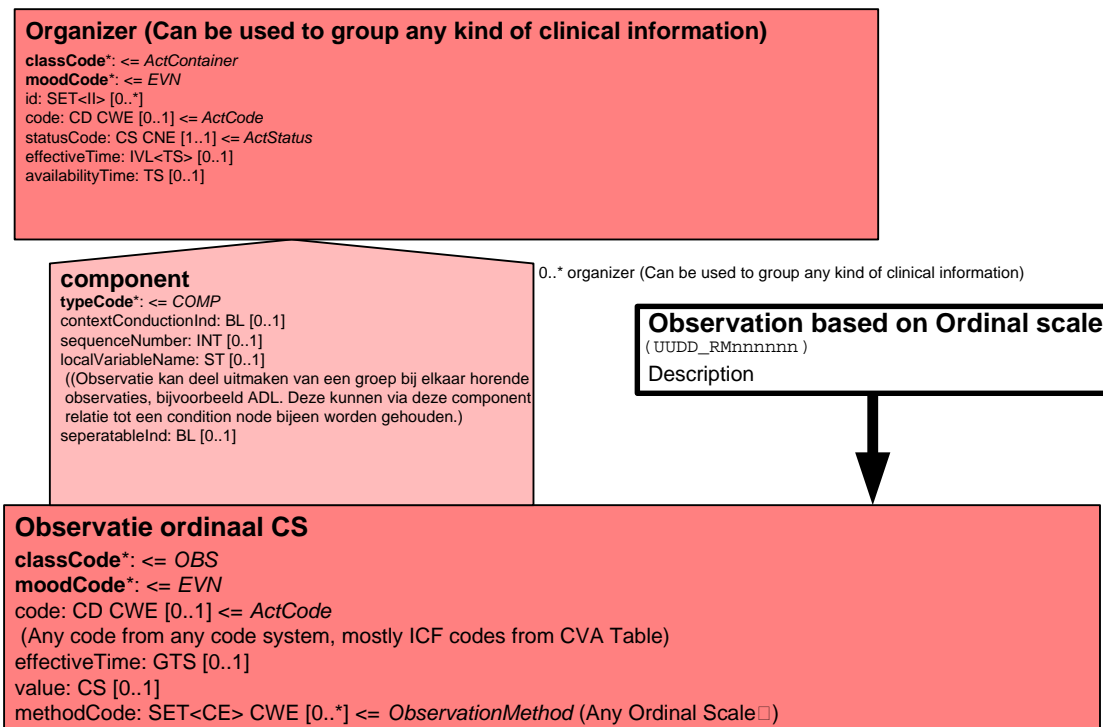 Organizer (Can be used to group any kind of clinical information)
classCode*: <= ActContainer
moodCode*: <= EVN
id: SET<II> [0..*]
code: CD CWE [0..1] <= ActCode
statusCode: CS CNE [1..1] <= ActStatus
effectiveTime: IVL<TS> [0..1]
availabilityTime: TS [0..1]
component
typeCode*: <= COMP
contextConductionInd: BL [0..1]
sequenceNumber: INT [0..1]
localVariableName: ST [0..1]
((Observatie kan deel uitmaken van een groep bij elkaar horende
observaties, bijvoorbeeld ADL. Deze kunnen via deze component
relatie tot een condition node bijeen worden gehouden.)
seperatableInd: BL [0..1]
0..* organizer (Can be used to group any kind of clinical information)
Observation based on Ordinal scale
(UUDD_RMnnnnnn)
Description
Observatie ordinaal CS
classCode*: <= OBS
moodCode*: <= EVN
code: CD CWE [0..1] <= ActCode
(Any code from any code system, mostly ICF codes from CVA Table)
effectiveTime: GTS [0..1]
value: CS [0..1]
methodCode: SET<CE> CWE [0..*] <= ObservationMethod (Any Ordinal Scale□)